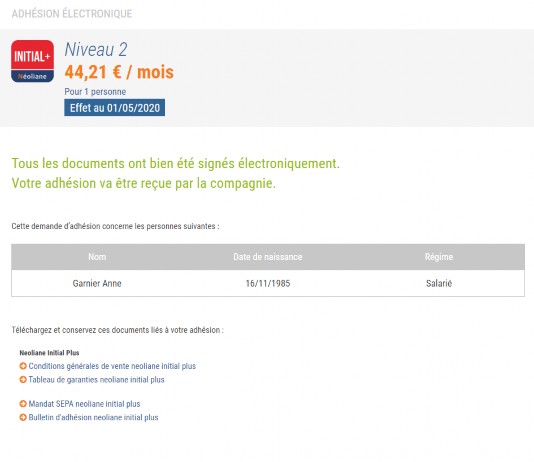 ADHÉSION ÉLECTRONIQUE
INITIAL+
Néoliane
Niveau 2
44,21 € / mois
Pour 1 personne
Effet au 01/05/2020
Tous les documents ont bien été signés électroniquement.
Votre adhésion va être reçue par la compagnie.
Cette demande d'adhésion concerne les personnes suivantes :
Nom Date de naissance Régime
Garnier Anne 16/11/1985 Salarié
Téléchargez et conservez ces documents liés à votre adhésion :
Neoliane Initial Plus
Conditions générales de vente neoliane initial plus
Tableau de garanties neoliane initial plus
Mandat SEPA neoliane initial plus
Bulletin d'adhésion neoliane initial plus